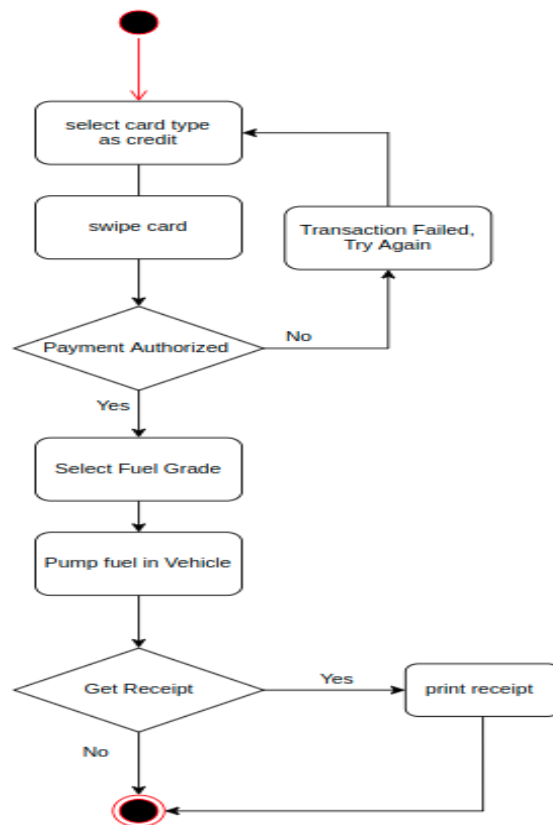 select card type
as credit
swipe card
Transaction Failed,
Try Again
Payment Authorized
No
Yes
Select Fuel Grade
Pump fuel in Vehicle
Get Receipt
Yes
print receipt
No